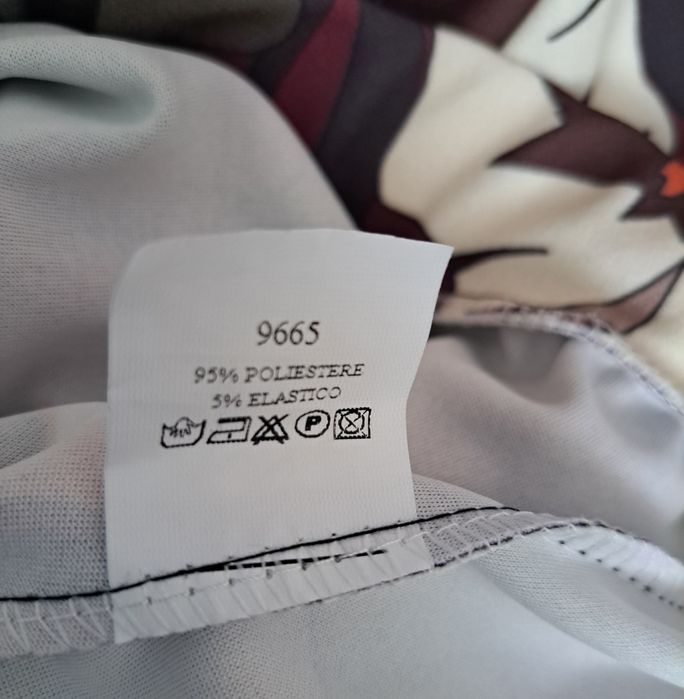 9665
95% POLIESTERE
5% ELASTICO
P